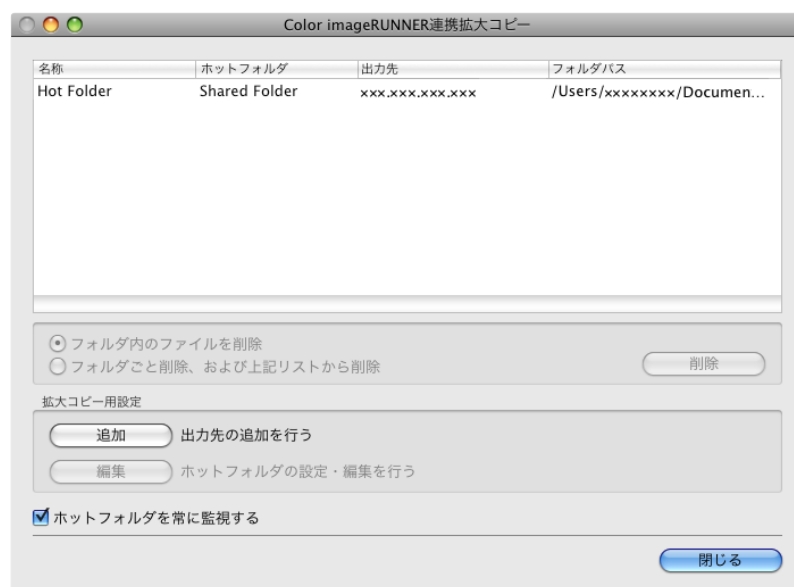 Color imageRUNNER連携拡大コピー
名称 ホットフォルダ 出力先 フォルダパス
Hot Folder Shared Folder xxx.xxx.xxx.xxx /Users/xxxxxxxx/Documen...
フォルダ内のファイルを削除
フォルダごと削除、および上記リストから削除 削除
拡大コピー用設定
追加 出力先の追加を行う
編集 ホットフォルダの設定・編集を行う
ホットフォルダを常に監視する
閉じる